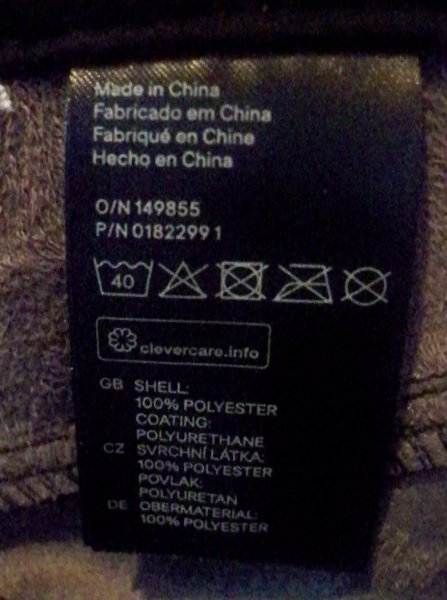 Made in China
Fabricado em China
Fabriqué en Chine
Hecho en China
O/N 149855
P/N 01822991
40
clevercare.info
GB SHELL:
100% POLYESTER
COATING:
POLYURETHANE
CZ SVRCHNÍ LÁTKA:
100% POLYESTER
POVLAK:
POLYURETAN
DE OBERMATERIAL:
100% POLYESTER